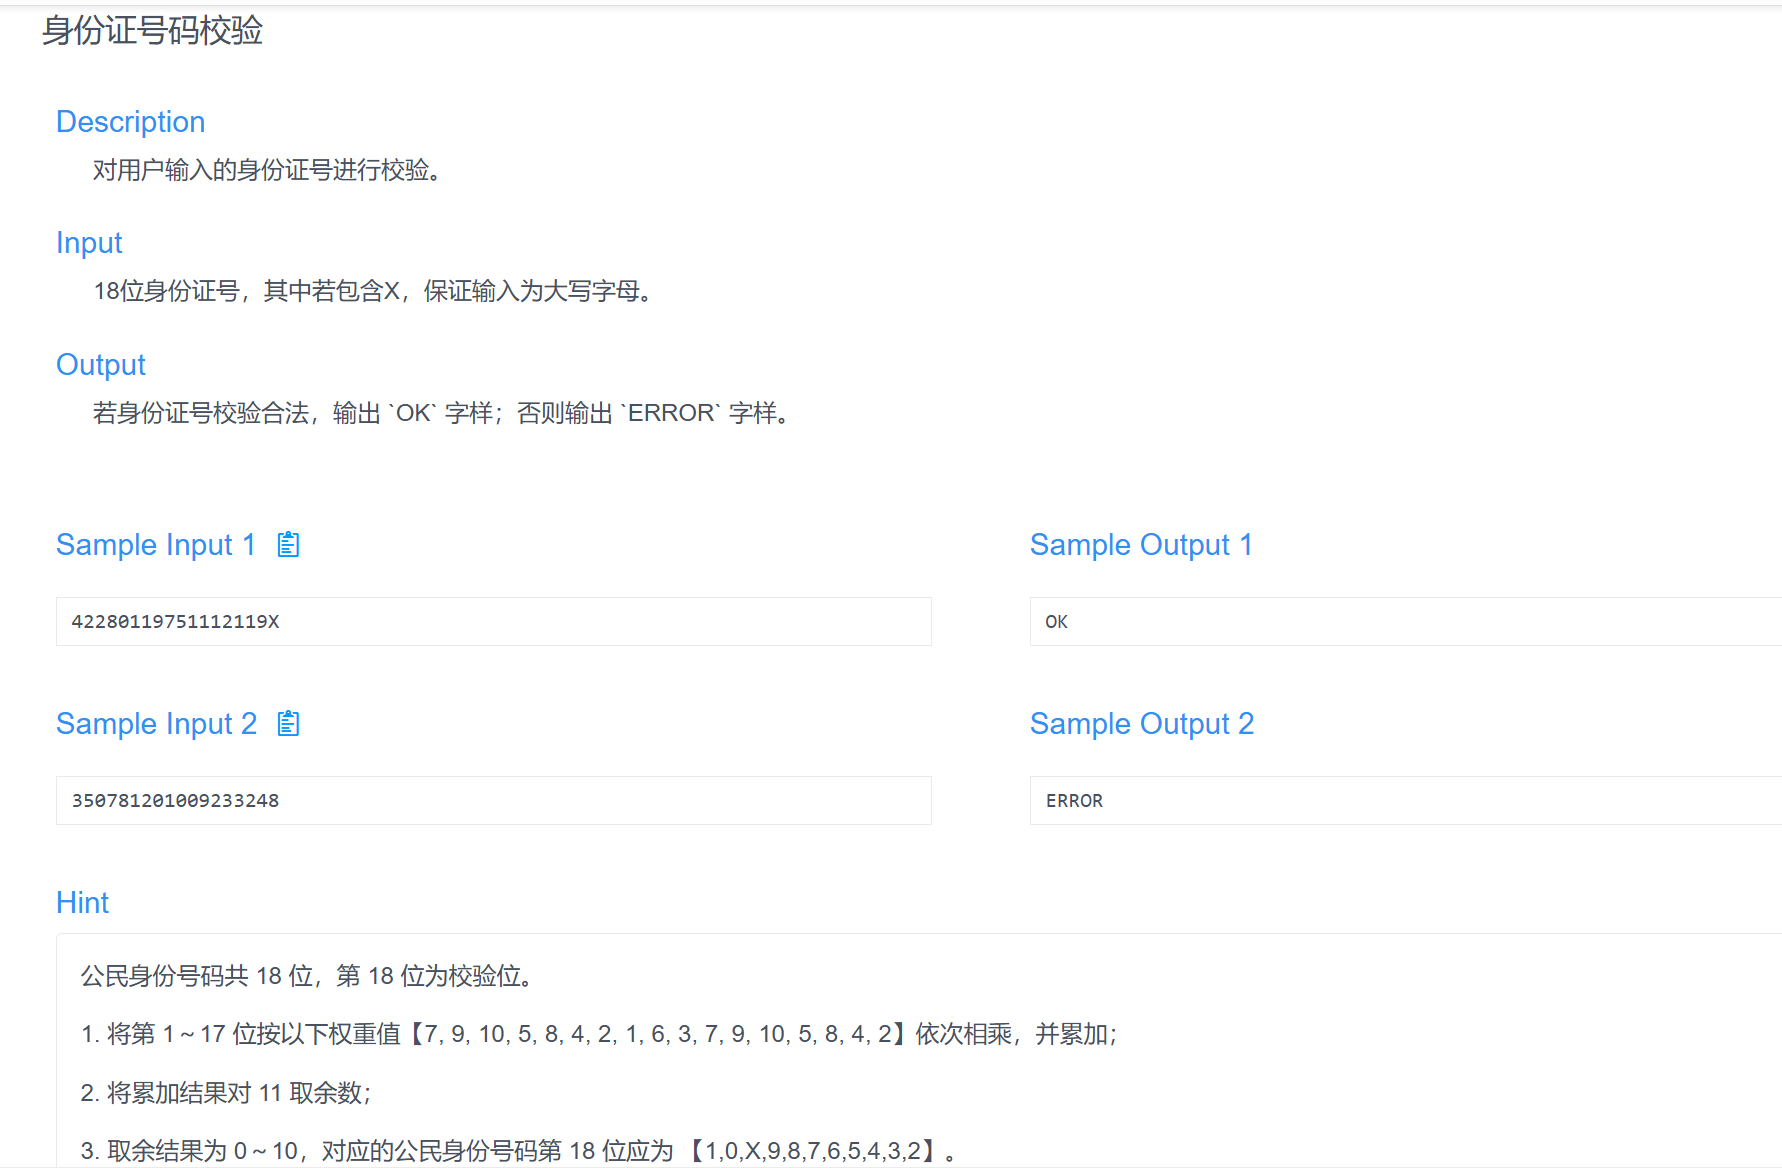 身份证号码校验
Description
对用户输入的身份证号进行校验。
Input
18位身份证号，其中若包含X，保证输入为大写字母。
Output
若身份证号校验合法，输出 `OK` 字样；否则输出 `ERROR` 字样。
Sample Input 1
Sample Output 1
42280119751112119X
OK
Sample Input 2
Sample Output 2
350781201009233248
ERROR
Hint
公民身份号码共 18 位，第 18 位为校验位。
1. 将第 1～17 位按以下权重值【7, 9, 10, 5, 8, 4, 2, 1, 6, 3, 7, 9, 10, 5, 8, 4, 2】依次相乘，并累加；
2. 将累加结果对 11 取余数；
3. 取余结果为 0～10，对应的公民身份号码第 18 位应为 【1,0,X,9,8,7,6,5,4,3,2】。